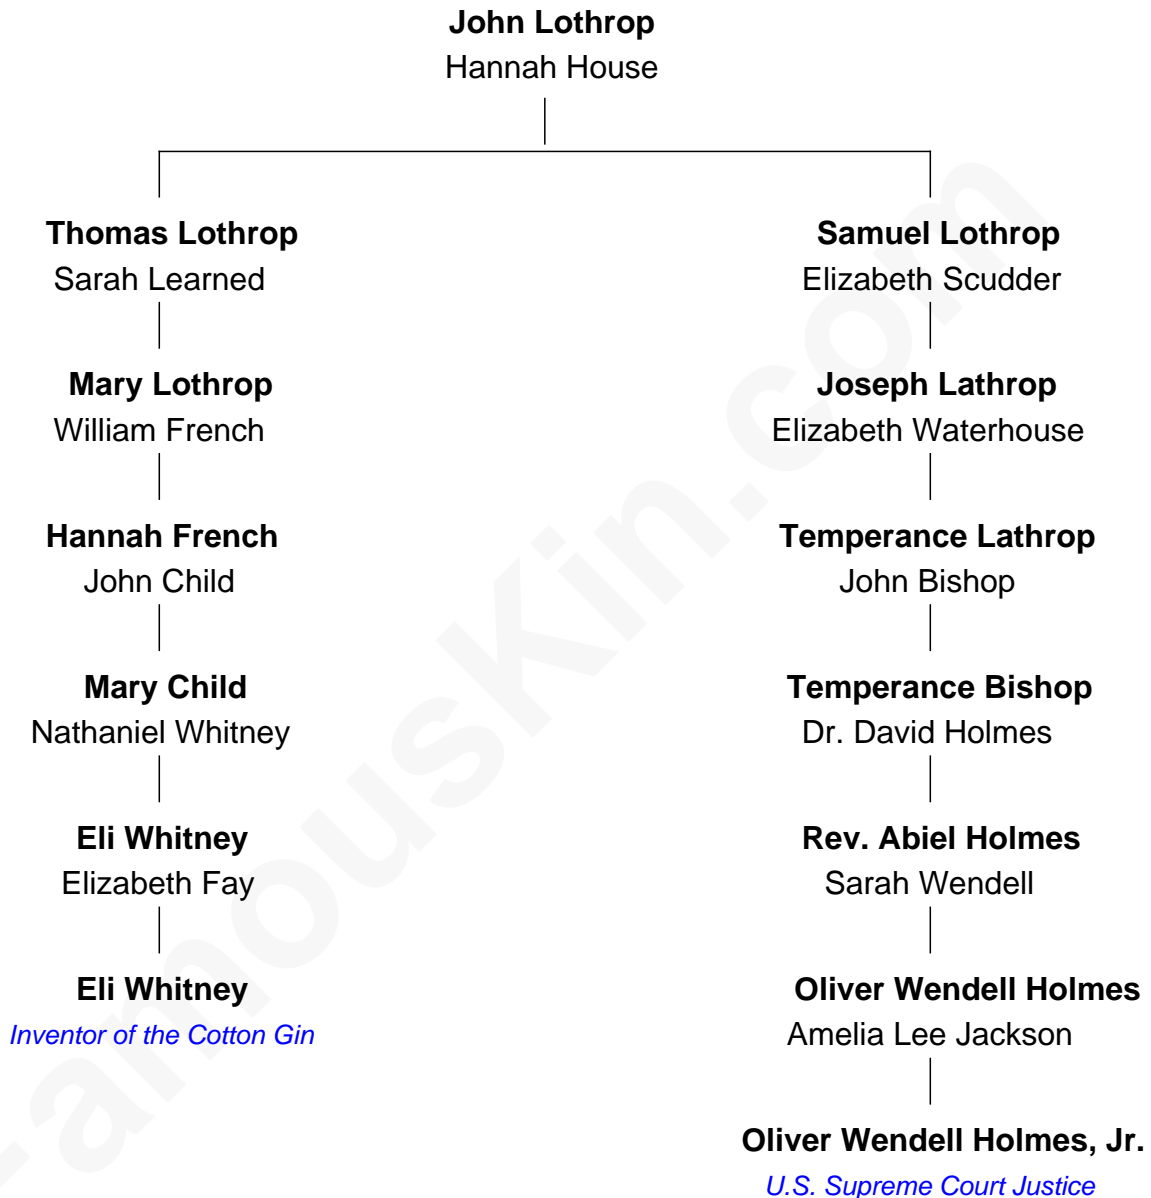 John Lothrop
Hannah House
Thomas Lothrop
Sarah Learned
Mary Lothrop
William French
Hannah French
John Child
Mary Child
Nathaniel Whitney
Eli Whitney
Elizabeth Fay
Eli Whitney
Inventor of the Cotton Gin
Samuel Lothrop
Elizabeth Scudder
Joseph Lathrop
Elizabeth Waterhouse
Temperance Lathrop
John Bishop
Temperance Bishop
Dr. David Holmes
Rev. Abiel Holmes
Sarah Wendell
Oliver Wendell Holmes
Amelia Lee Jackson
Oliver Wendell Holmes, Jr.
U.S. Supreme Court Justice
FamousKin.com